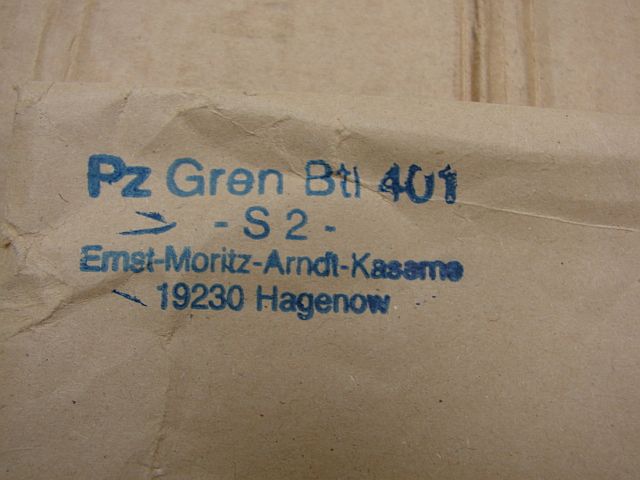 Pz Gren Btl 401
- S 2 -
Ernst-Moritz-Arndt-Kaserne
19230 Hagenow